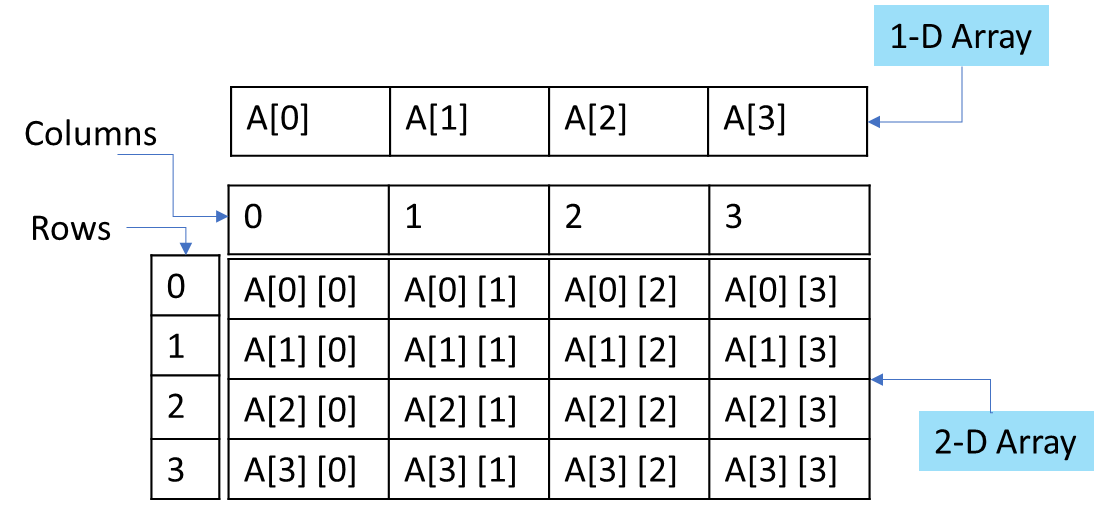 1-D Array
A[0] A[1] A[2] A[3]
Columns
0 1 2 3
Rows
0 A[0] [0] A[0] [1] A[0] [2] A[0] [3]
1 A[1] [0] A[1] [1] A[1] [2] A[1] [3]
2 A[2] [0] A[2] [1] A[2] [2] A[2] [3]
3 A[3] [0] A[3] [1] A[3] [2] A[3] [3]
2-D Array